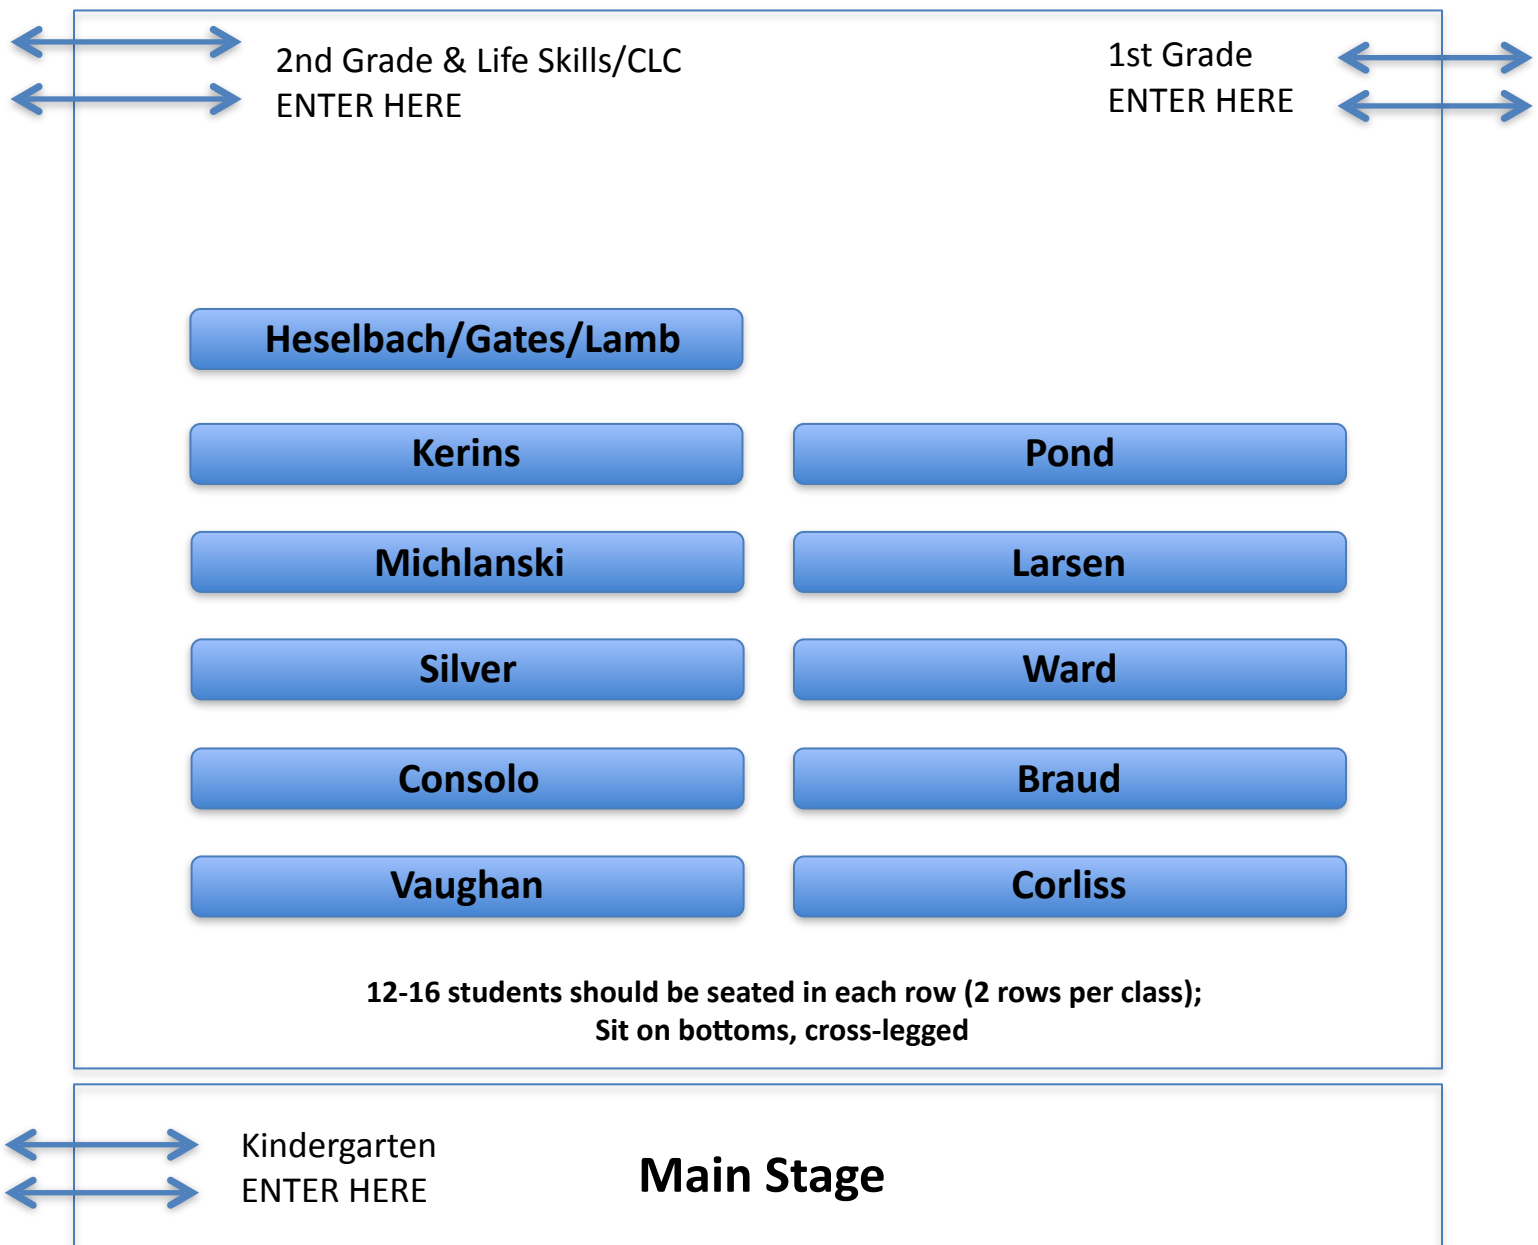 2nd Grade & Life Skills/CLC
ENTER HERE
1st Grade
ENTER HERE
Heselbach/Gates/Lamb
Kerins
Pond
Michlanski
Larsen
Silver
Ward
Consolo
Braud
Vaughan
Corliss
12-16 students should be seated in each row (2 rows per class);
Sit on bottoms, cross-legged
Kindergarten
ENTER HERE
Main Stage